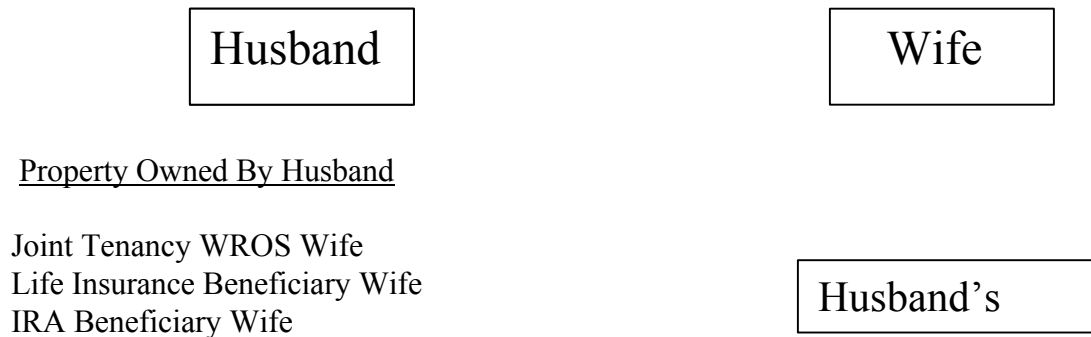 Husband
Wife
Property Owned By Husband
Joint Tenancy WROS Wife
Life Insurance Beneficiary Wife
IRA Beneficiary Wife
Husband’s